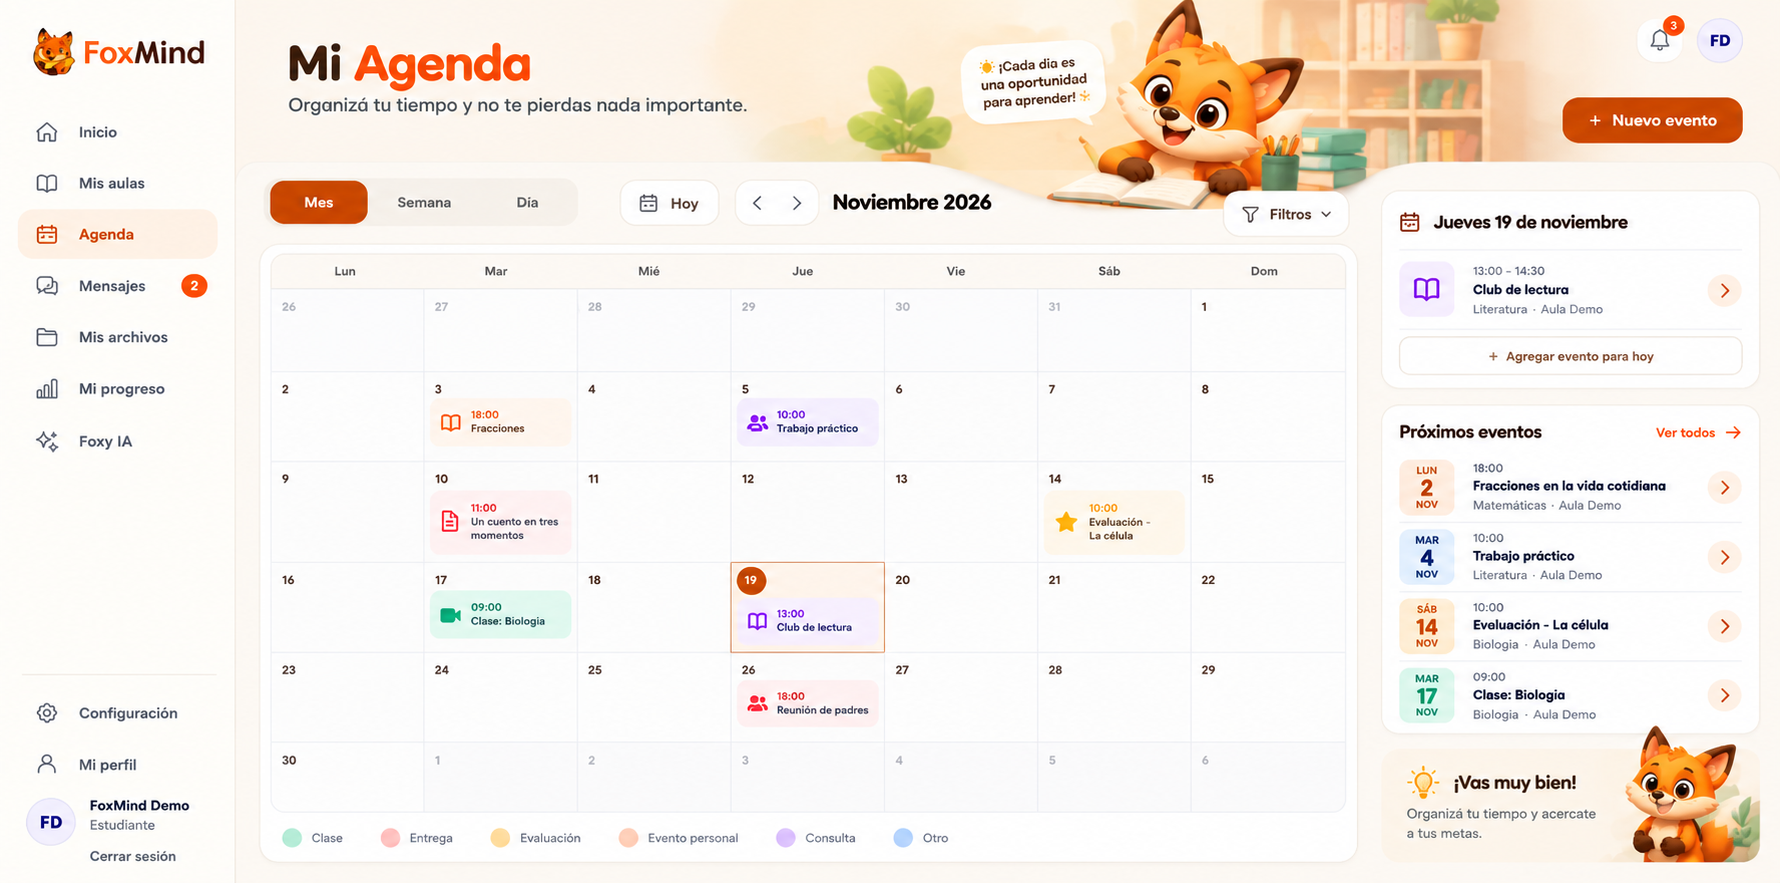 FoxMind
Inicio
Mis aulas
Agenda
Mensajes 2
Mis archivos
Mi progreso
Foxy IA
Configuración
Mi perfil
FD
FoxMind Demo
Estudiante
Cerrar sesión
Mi Agenda
Organizá tu tiempo y no te pierdas nada importante.
¡Cada día es
una oportunidad
para aprender!
3
FD
+ Nuevo evento
Mes Semana Día
Hoy
Noviembre 2026
Filtros
Lun Mar Mié Jue Vie Sáb Dom
26 27 28 29 30 31 1
2 3 4 5 6 7 8
18:00
Fracciones
10:00
Trabajo práctico
9 10 11 12 13 14 15
11:00
Un cuento en tres
momentos
10:00
Evaluación -
La célula
16 17 18 19 20 21 22
09:00
Clase: Biologia
13:00
Club de lectura
23 24 25 26 27 28 29
18:00
Reunión de padres
30 1 2 3 4 5 6
Clase Entrega Evaluación Evento personal Consulta Otro
Jueves 19 de noviembre
13:00 - 14:30
Club de lectura
Literatura · Aula Demo
+ Agregar evento para hoy
Próximos eventos
Ver todos
LUN
2
NOV
18:00
Fracciones en la vida cotidiana
Matemáticas · Aula Demo
MAR
4
NOV
10:00
Trabajo práctico
Literatura · Aula Demo
SÁB
14
NOV
10:00
Eveluación - La célula
Biologia · Aula Demo
MAR
17
NOV
09:00
Clase: Biologia
Biologia · Aula Demo
¡Vas muy bien!
Organizá tu tiempo y acercate
a tus metas.